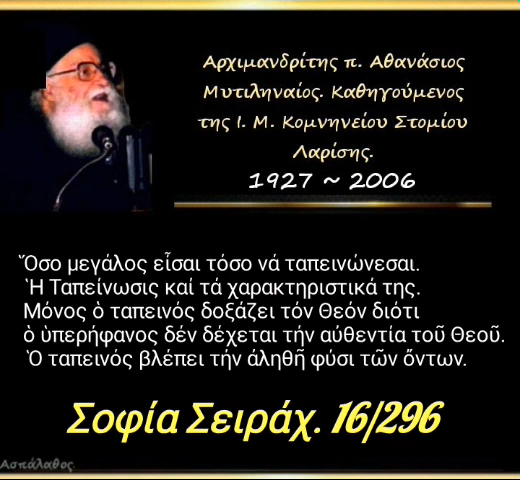 Αρχιμανδρίτης π. Αθανάσιος
Μυτιληναίος. Καθηγούμενος
της Ι. Μ. Κομνηνείου Στομίου
Λαρίσης.
1927 ~ 2006
Ὅσο μεγάλος εἶσαι τόσο νά ταπεινώνεσαι.
Ἡ Ταπείνωσις καί τά χαρακτηριστικά της.
Μόνος ὁ ταπεινός δοξάζει τόν Θεόν διότι
ὁ ὑπερήφανος δέν δέχεται τήν αὐθεντία τοῦ Θεοῦ.
Ὁ ταπεινός βλέπει τήν ἀληθῆ φύσι τῶν ὄντων.
Σοφία Σειράχ. 16/296
Ασπάλαθος.